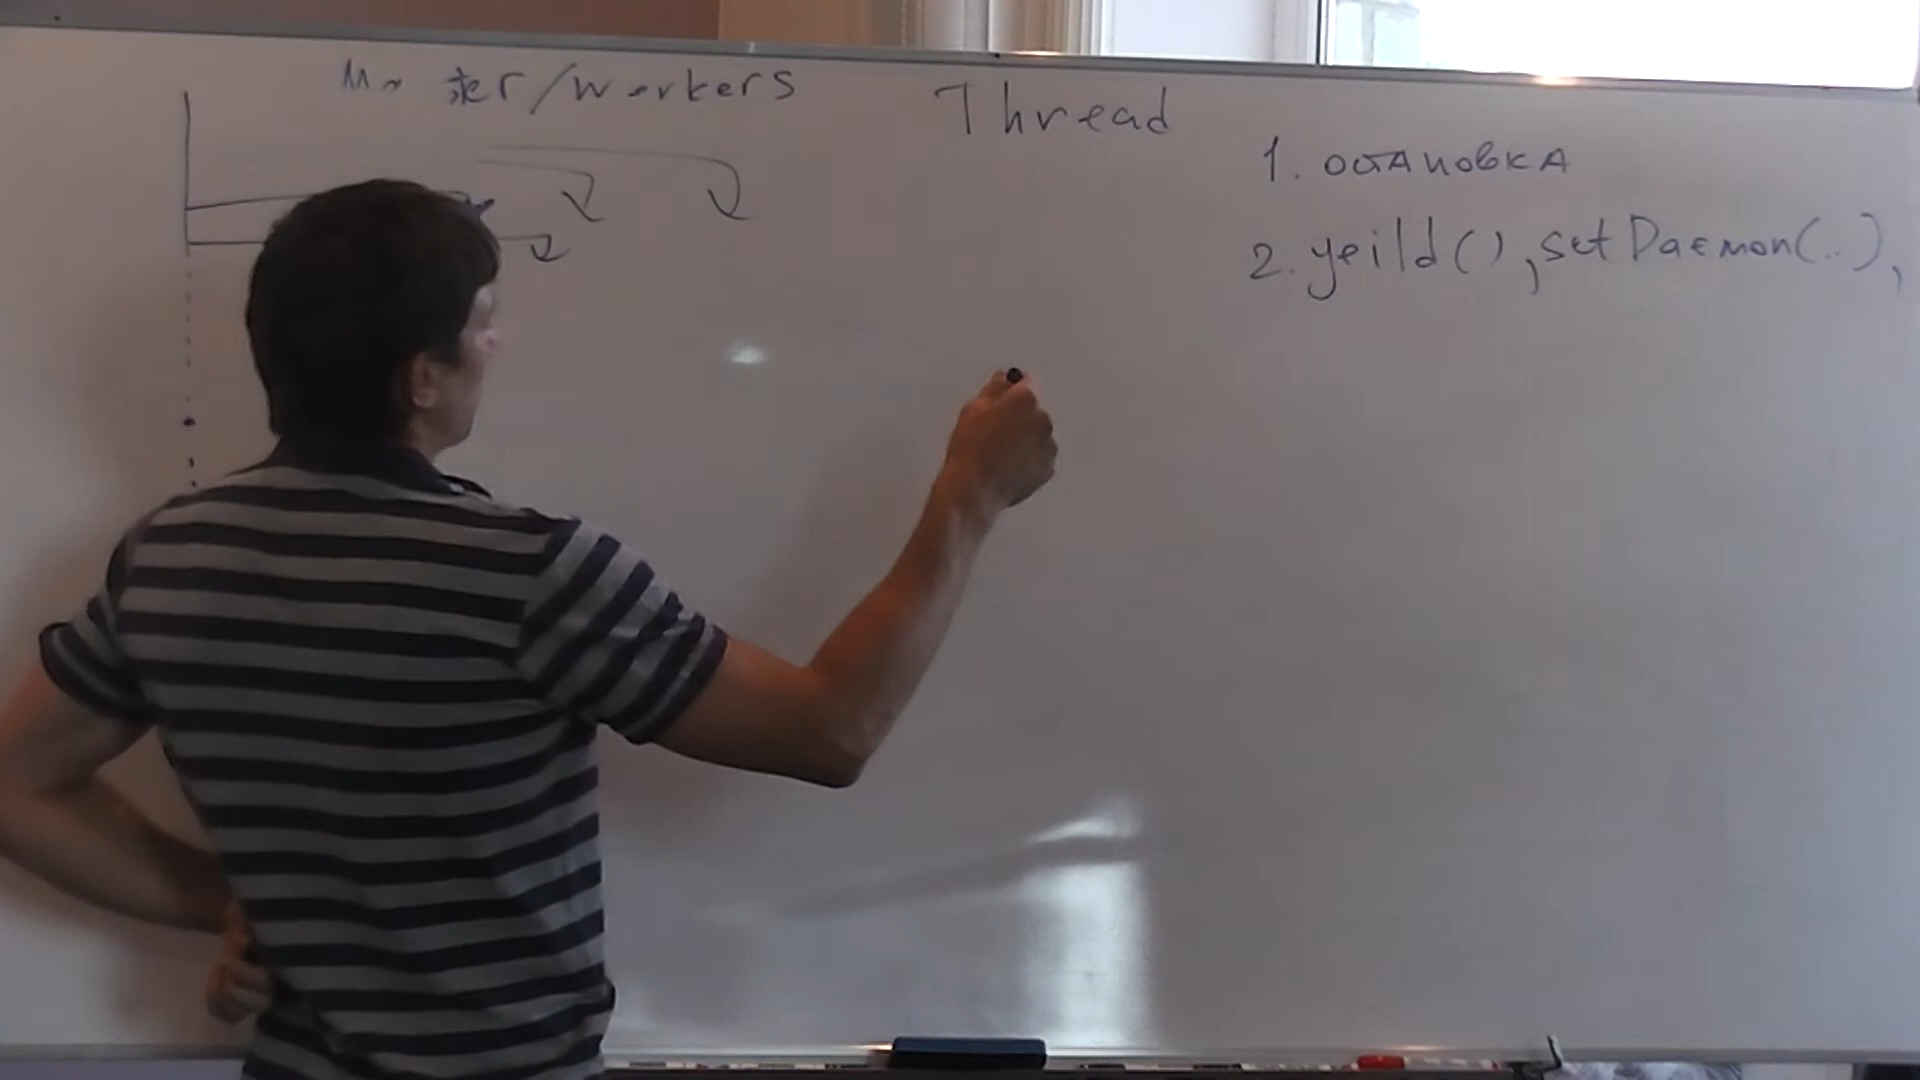 Master/workers
Thread
1. остановка
2. yeild(), setDaemon(..),